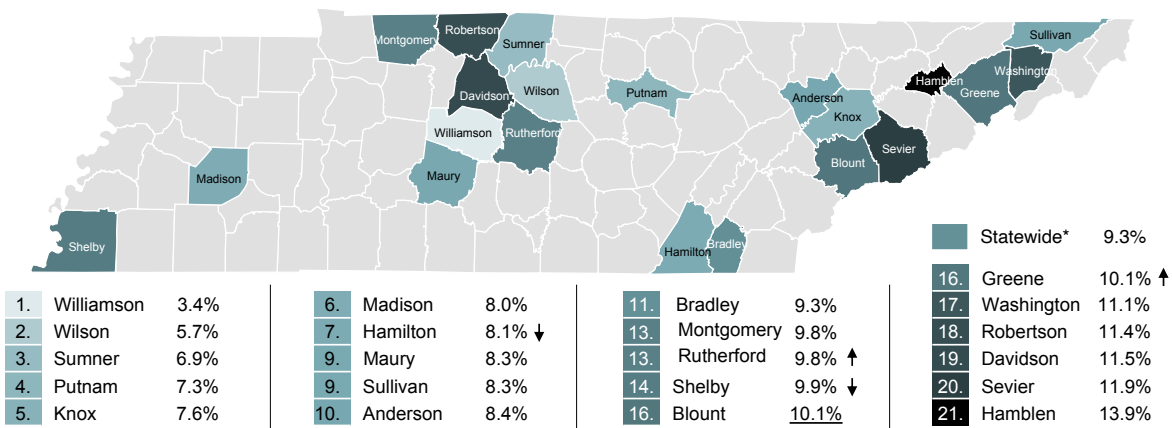 Montgomery
Robertson
Sumner
Sullivan
Davidson
Wilson
Putnam
Anderson
Knox
Hamblen
Greene
Washington
Williamson
Rutherford
Madison
Maury
Blount
Sevier
Shelby
Hamilton
Bradley
Statewide* 9.3%
1. Williamson 3.4%
2. Wilson 5.7%
3. Sumner 6.9%
4. Putnam 7.3%
5. Knox 7.6%
6. Madison 8.0%
7. Hamilton 8.1% ↓
9. Maury 8.3%
9. Sullivan 8.3%
10. Anderson 8.4%
11. Bradley 9.3%
13. Montgomery 9.8%
13. Rutherford 9.8% ↑
14. Shelby 9.9% ↓
16. Blount 10.1%
16. Greene 10.1% ↑
17. Washington 11.1%
18. Robertson 11.4%
19. Davidson 11.5%
20. Sevier 11.9%
21. Hamblen 13.9%